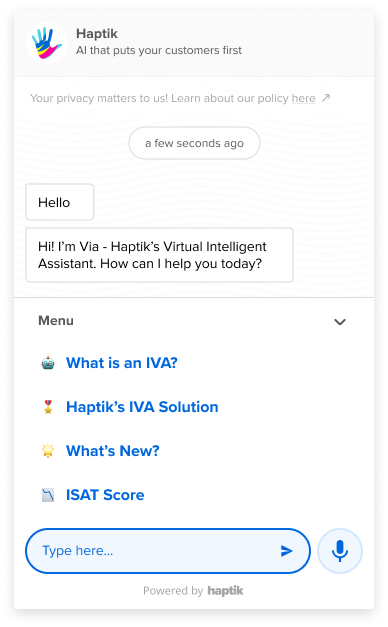 Haptik
AI that puts your customers first
Your privacy matters to us! Learn about our policy here ↗
a few seconds ago
Hello
Hi! I’m Via - Haptik’s Virtual Intelligent
Assistant. How can I help you today?
Menu
What is an IVA?
Haptik’s IVA Solution
What’s New?
ISAT Score
Type here...
Powered by haptik